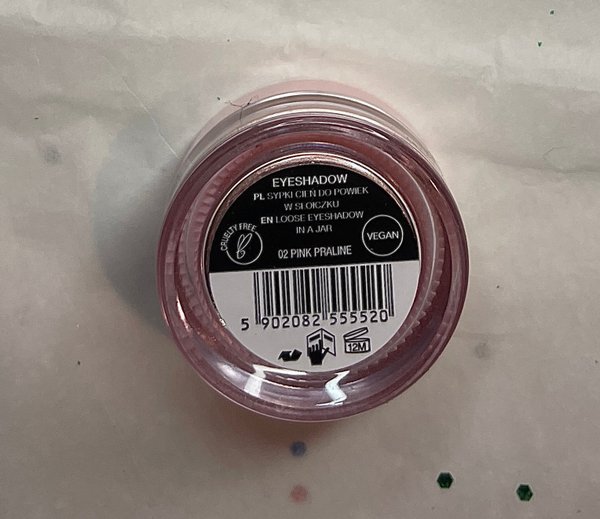 EYESHADOW
PL SYPKI CIEŃ DO POWIEK
W SŁOICZKU
EN LOOSE EYESHADOW
IN A JAR
CRUELTY FREE
VEGAN
02 PINK PRALINE
5 902082 555520
12M